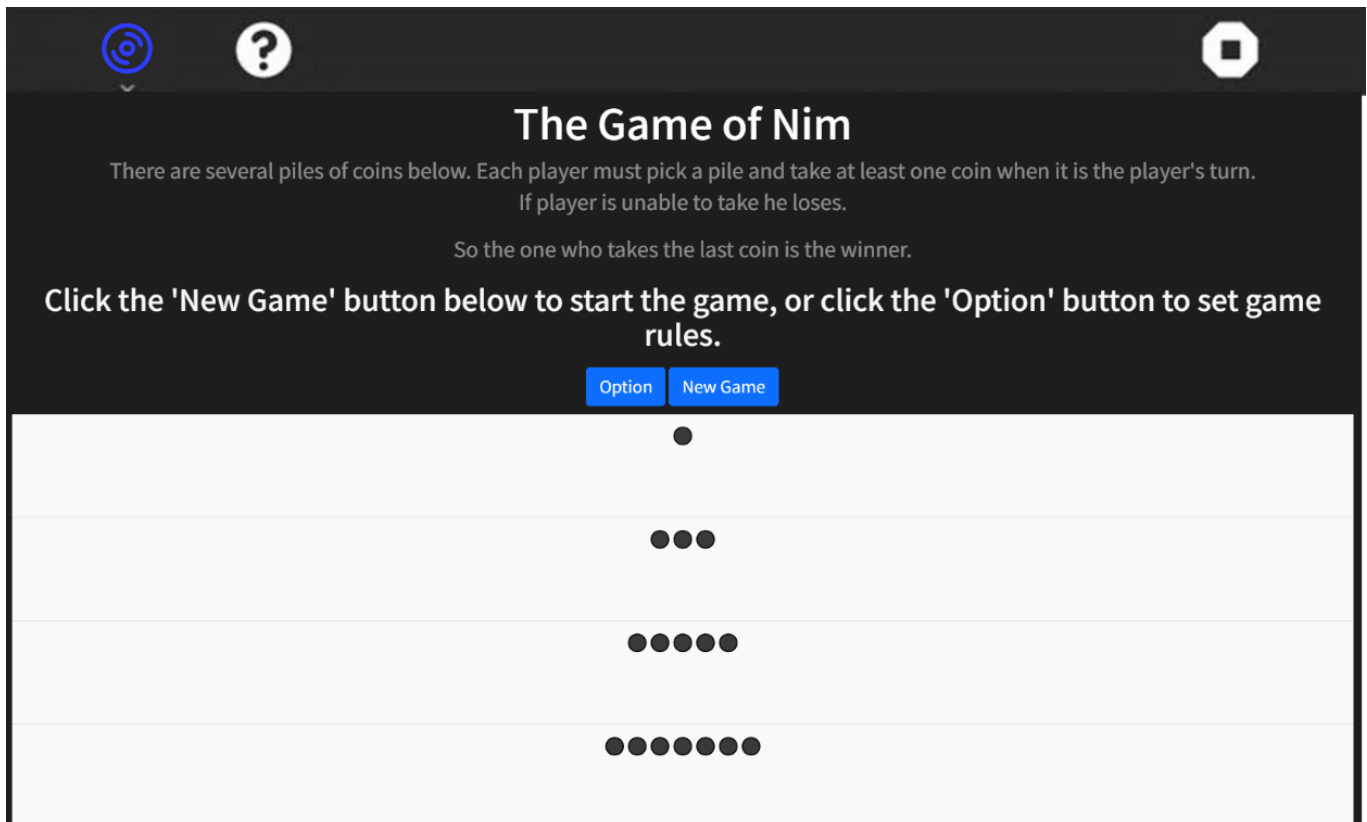 The Game of Nim
There are several piles of coins below. Each player must pick a pile and take at least one coin when it is the player's turn.
If player is unable to take he loses.
So the one who takes the last coin is the winner.
Click the 'New Game' button below to start the game, or click the 'Option' button to set game
rules.
Option New Game